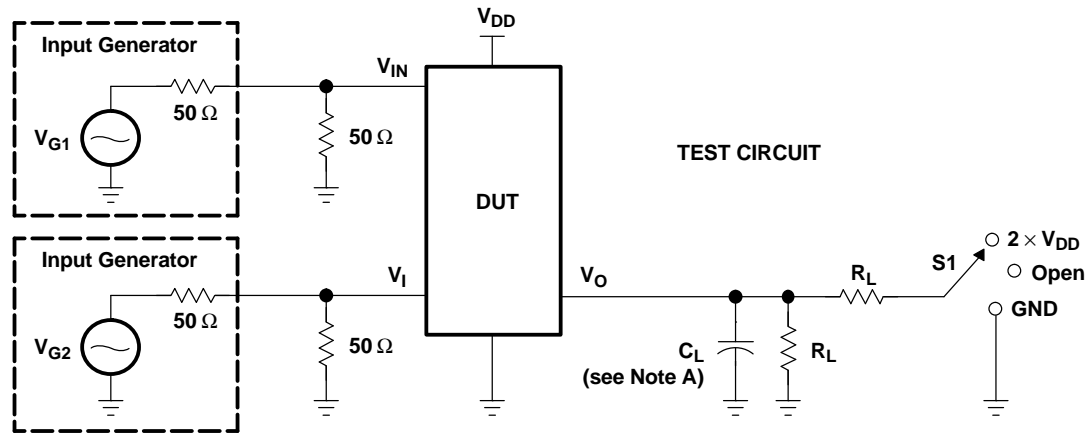 V_DD
Input Generator
V_IN
50 Ω
V_G1
50 Ω
TEST CIRCUIT
DUT
Input Generator
V_I
V_O
50 Ω
V_G2
50 Ω
C_L
(see Note A)
R_L
R_L
S1
2 × V_DD
Open
GND